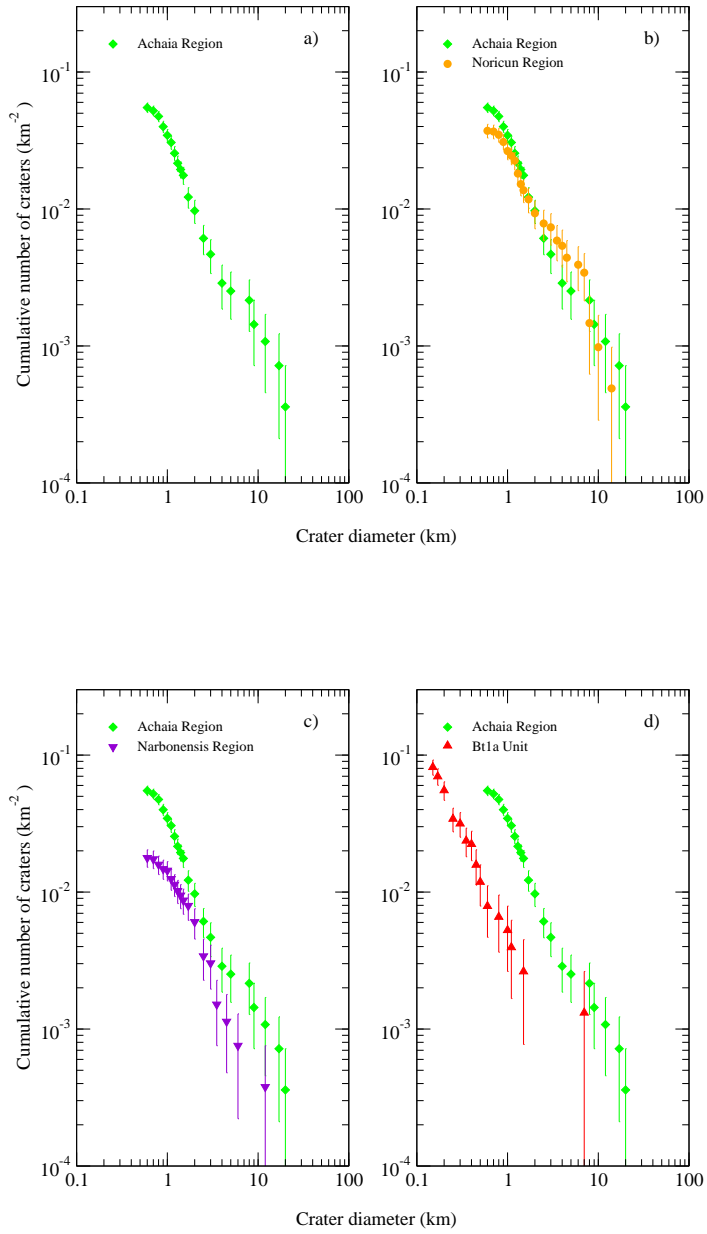 Achaia Region a)
Achaia Region b)
Noricun Region
10^-1
10^-2
10^-3
10^-4
Cumulative number of craters (km^-2)
0.1 1 10 100
10^-1
10^-2
10^-3
10^-4
0.1 1 10 100
Crater diameter (km)
Achaia Region c)
Narbonensis Region
Achaia Region d)
Bt1a Unit
10^-1
10^-2
10^-3
10^-4
Cumulative number of craters (km^-2)
0.1 1 10 100
10^-1
10^-2
10^-3
10^-4
0.1 1 10 100
Crater diameter (km)